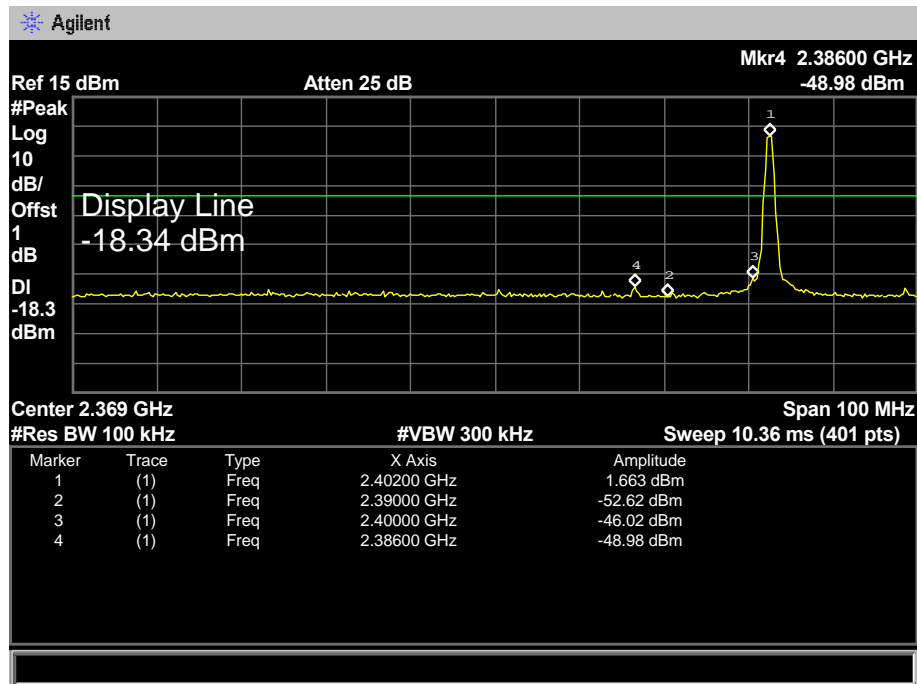 Agilent
Mkr4 2.38600 GHz
Ref 15 dBm Atten 25 dB -48.98 dBm
#Peak
Log
10
dB/
Offst
1
dB
DI
-18.3
dBm
Display Line
-18.34 dBm
1
4
2
3
Center 2.369 GHz Span 100 MHz
#Res BW 100 kHz #VBW 300 kHz Sweep 10.36 ms (401 pts)
Marker Trace Type X Axis Amplitude
1 (1) Freq 2.40200 GHz 1.663 dBm
2 (1) Freq 2.39000 GHz -52.62 dBm
3 (1) Freq 2.40000 GHz -46.02 dBm
4 (1) Freq 2.38600 GHz -48.98 dBm